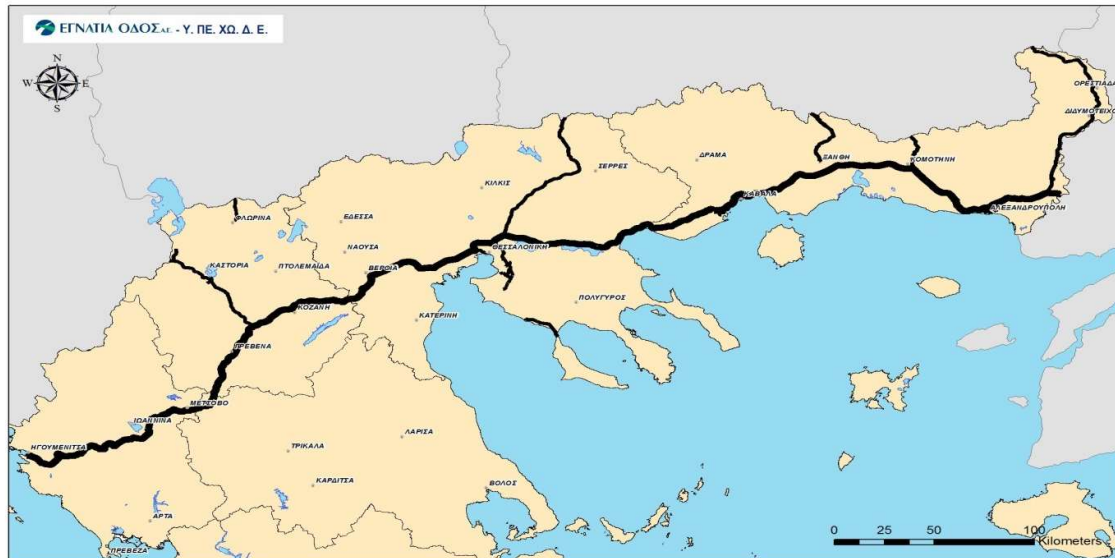 ΕΓΝΑΤΙΑ ΟΔΟΣ Α.Ε. - Υ. ΠΕ. ΧΩ. Δ. Ε.
N
W E
S
ΟΡΕΣΤΙΑΔΑ
ΔΙΔΥΜΟΤΕΙΧΟ
ΔΡΑΜΑ
ΞΑΝΘΗ
ΚΟΜΟΤΗΝΗ
ΣΕΡΡΕΣ
ΚΙΛΚΙΣ
ΚΑΒΑΛΑ
ΑΛΕΞΑΝΔΡΟΥΠΟΛΗ
ΦΛΩΡΙΝΑ
ΕΔΕΣΣΑ
ΝΑΟΥΣΑ
ΘΕΣΣΑΛΟΝΙΚΗ
ΚΑΣΤΟΡΙΑ
ΠΤΟΛΕΜΑΙΔΑ
ΒΕΡΟΙΑ
ΠΟΛΥΓΥΡΟΣ
ΚΟΖΑΝΗ
ΚΑΤΕΡΙΝΗ
ΓΡΕΒΕΝΑ
ΜΕΤΣΟΒΟ
ΙΩΑΝΝΙΝΑ
ΗΓΟΥΜΕΝΙΤΣΑ
ΛΑΡΙΣΑ
ΤΡΙΚΑΛΑ
ΚΑΡΔΙΤΣΑ
ΒΟΛΟΣ
ΑΡΤΑ
ΠΡΕΒΕΖΑ
0 25 50 100
Kilometers